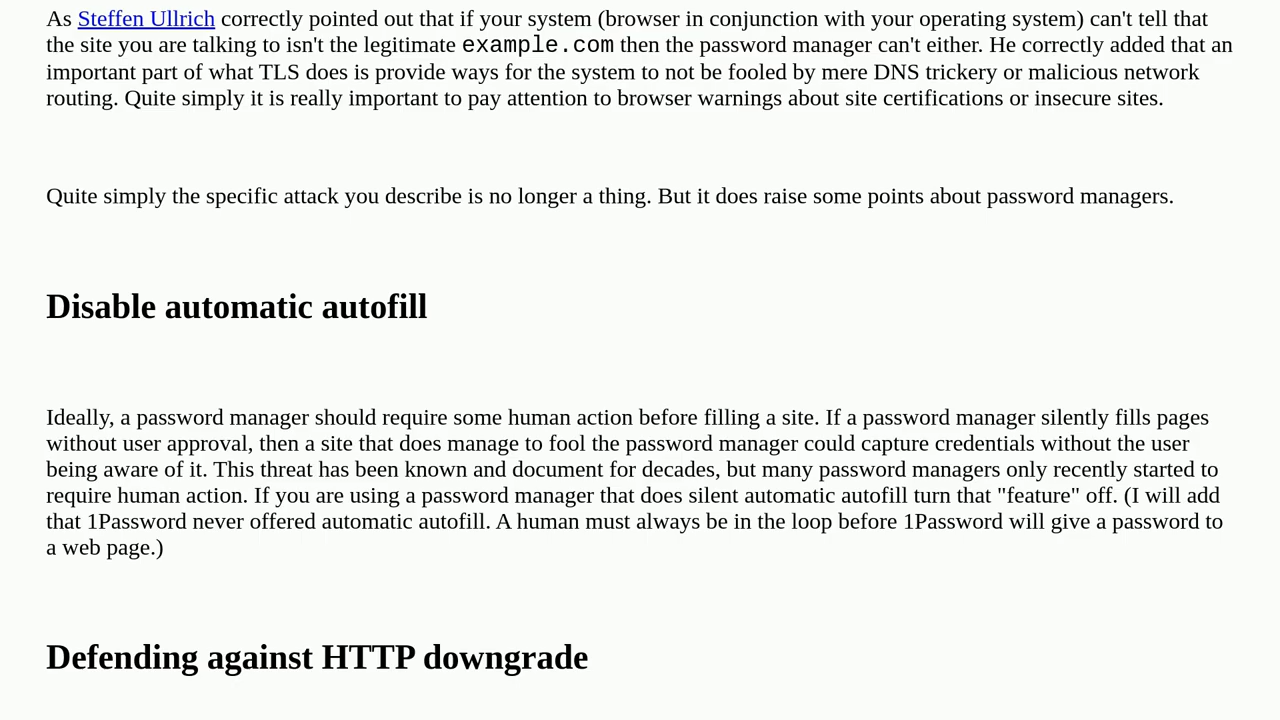 As Steffen Ullrich correctly pointed out that if your system (browser in conjunction with your operating system) can't tell that
the site you are talking to isn't the legitimate example.com then the password manager can't either. He correctly added that an
important part of what TLS does is provide ways for the system to not be fooled by mere DNS trickery or malicious network
routing. Quite simply it is really important to pay attention to browser warnings about site certifications or insecure sites.
Quite simply the specific attack you describe is no longer a thing. But it does raise some points about password managers.
Disable automatic autofill
Ideally, a password manager should require some human action before filling a site. If a password manager silently fills pages
without user approval, then a site that does manage to fool the password manager could capture credentials without the user
being aware of it. This threat has been known and document for decades, but many password managers only recently started to
require human action. If you are using a password manager that does silent automatic autofill turn that "feature" off. (I will add
that 1Password never offered automatic autofill. A human must always be in the loop before 1Password will give a password to
a web page.)
Defending against HTTP downgrade